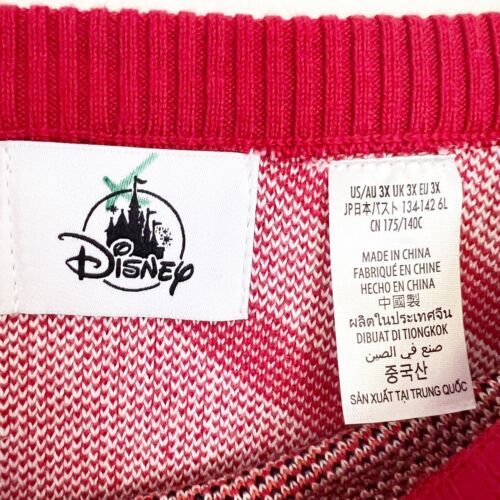 Disney
US/AU 3X UK 3X EU 3X
JP日本バスト 134-142 6L
CN 175/140C
MADE IN CHINA
FABRIQUÉ EN CHINE
HECHO EN CHINA
中國製
ผลิตในประเทศจีน
DIBUAT DI TIONGKOK
صنع في الصين
중국산
SẢN XUẤT TẠI TRUNG QUỐC